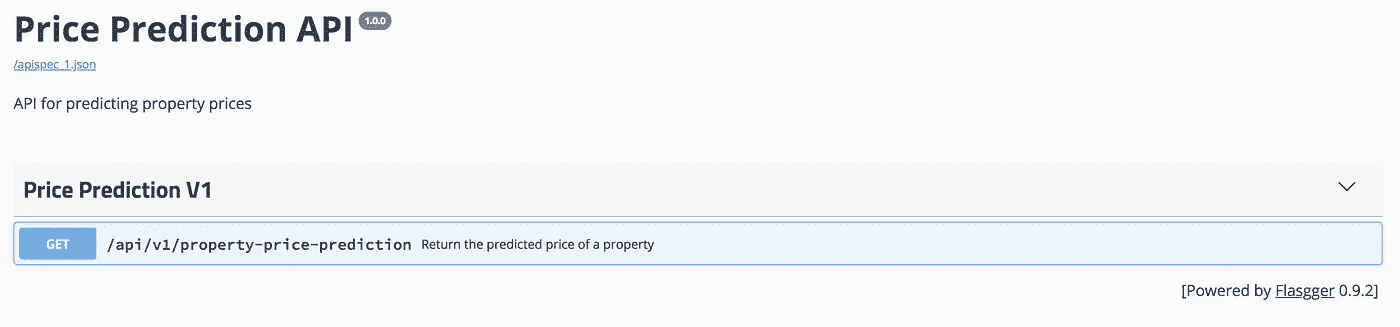 Price Prediction API 1.0.0
/apispec_1.json
API for predicting property prices
Price Prediction V1
GET /api/v1/property-price-prediction Return the predicted price of a property
[Powered by Flasgger 0.9.2]